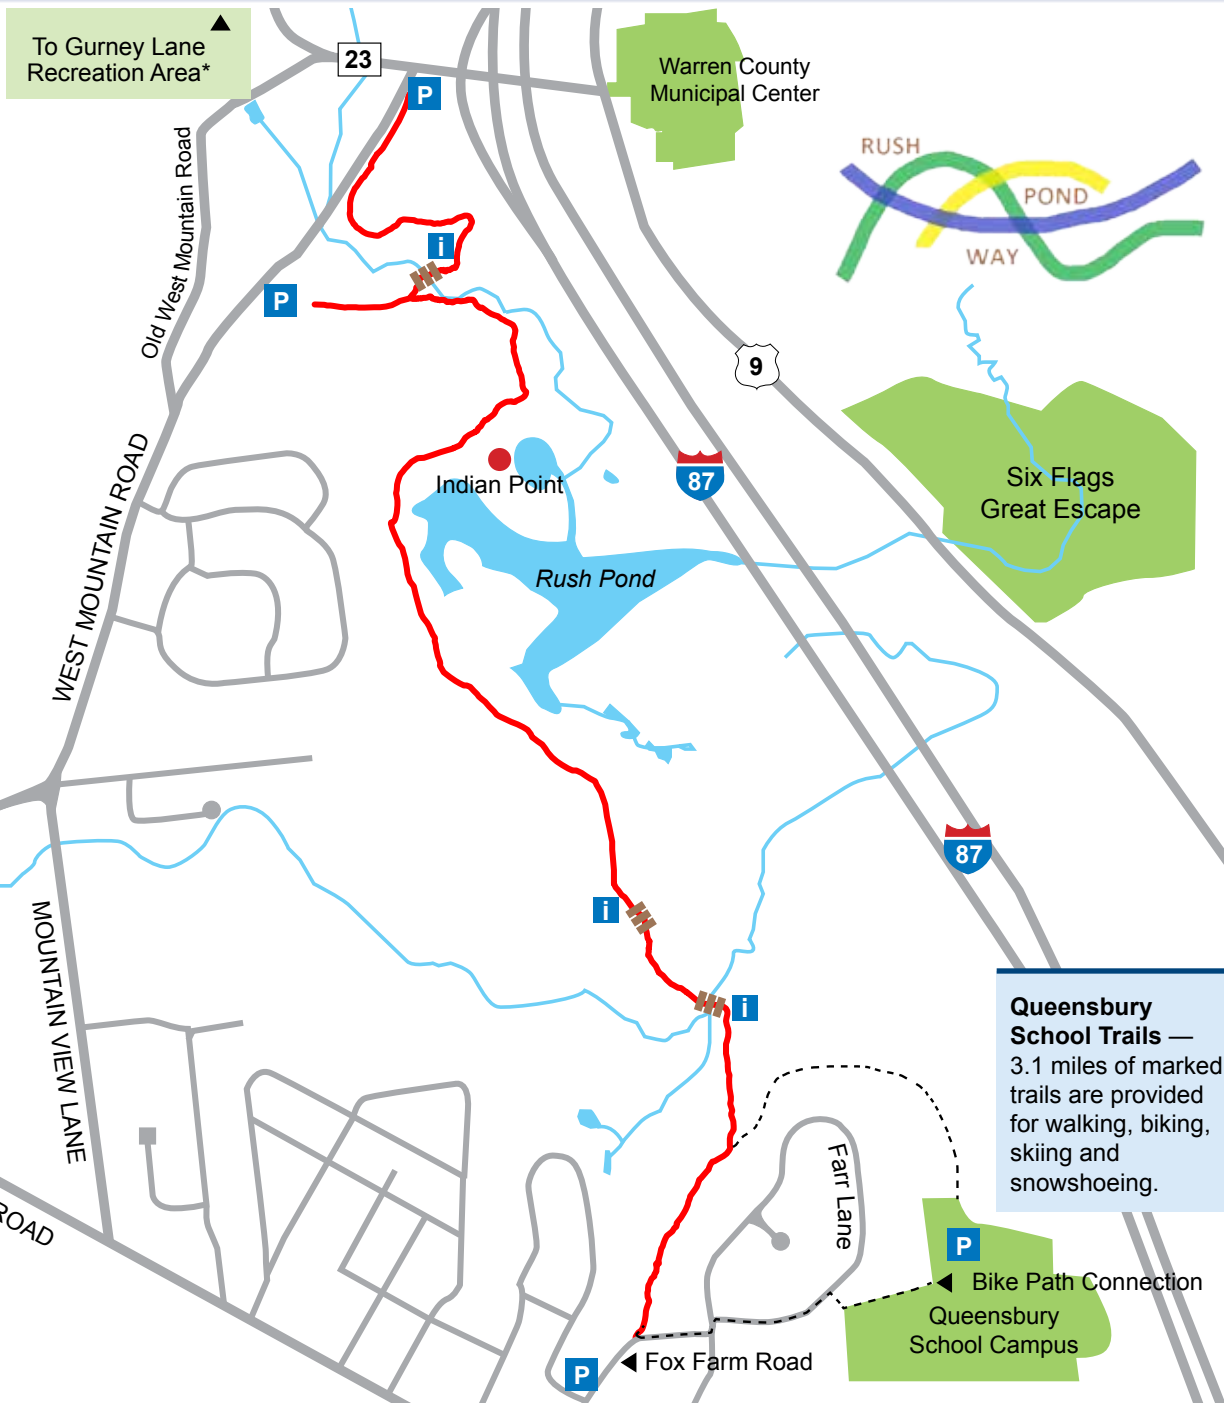 To Gurney Lane
Recreation Area*
23
P
Warren County
Municipal Center
RUSH
POND
WAY
Old West Mountain Road
i
P
9
WEST MOUNTAIN ROAD
Indian Point
87
Six Flags
Great Escape
Rush Pond
87
i
MOUNTAIN VIEW LANE
i
Queensbury
School Trails —
3.1 miles of marked
trails are provided
for walking, biking,
skiing and
snowshoeing.
Farr Lane
ROAD
P
Bike Path Connection
Queensbury
School Campus
Fox Farm Road
P